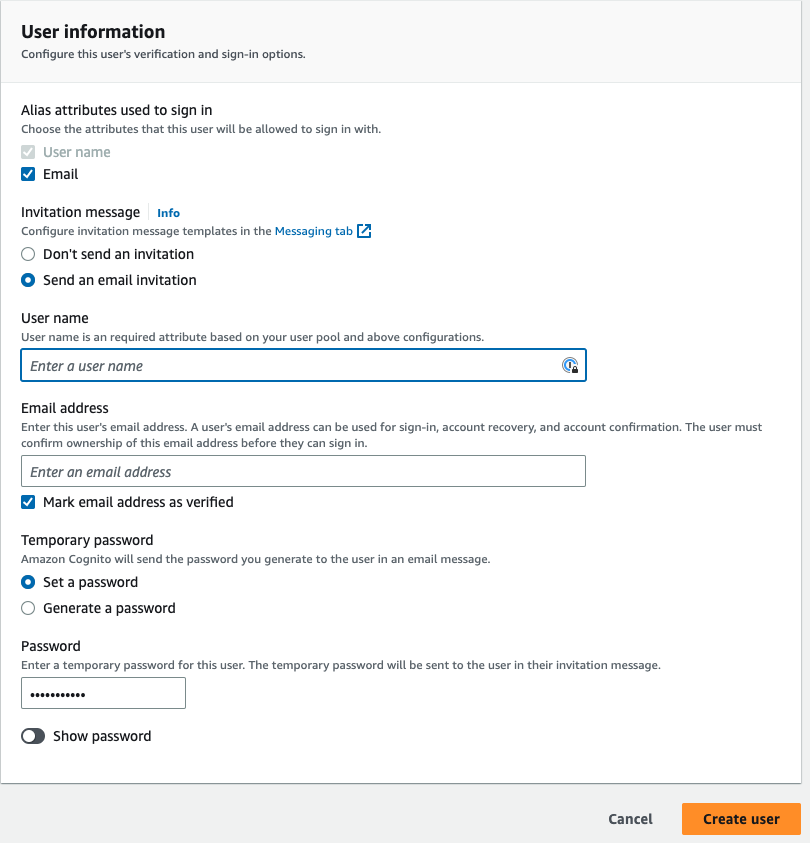 User information
Configure this user's verification and sign-in options.
Alias attributes used to sign in
Choose the attributes that this user will be allowed to sign in with.
User name
Email
Invitation message Info
Configure invitation message templates in the Messaging tab
Don't send an invitation
Send an email invitation
User name
User name is an required attribute based on your user pool and above configurations.
Enter a user name
Email address
Enter this user's email address. A user's email address can be used for sign-in, account recovery, and account confirmation. The user must
confirm ownership of this email address before they can sign in.
Enter an email address
Mark email address as verified
Temporary password
Amazon Cognito will send the password you generate to the user in an email message.
Set a password
Generate a password
Password
Enter a temporary password for this user. The temporary password will be sent to the user in their invitation message.
•••••••••••
Show password
Cancel Create user